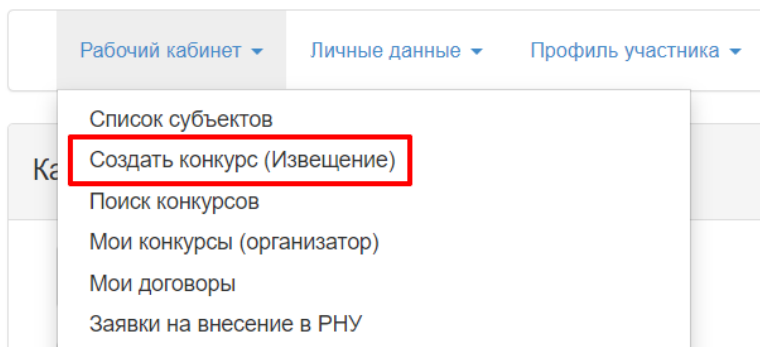 Рабочий кабинет Личные данные Профиль участника
Список субъектов
Создать конкурс (Извещение)
Ка
Поиск конкурсов
Мои конкурсы (организатор)
Мои договоры
Заявки на внесение в РНУ